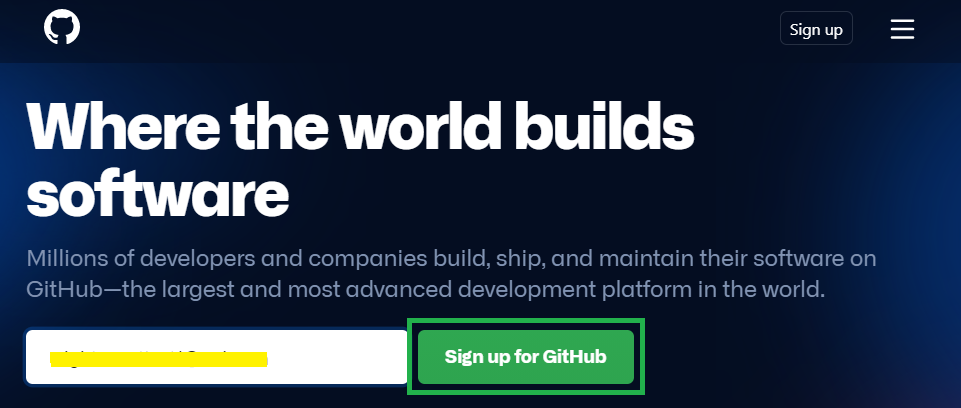 Sign up
Where the world builds
software
Millions of developers and companies build, ship, and maintain their software on
GitHub—the largest and most advanced development platform in the world.
Sign up for GitHub